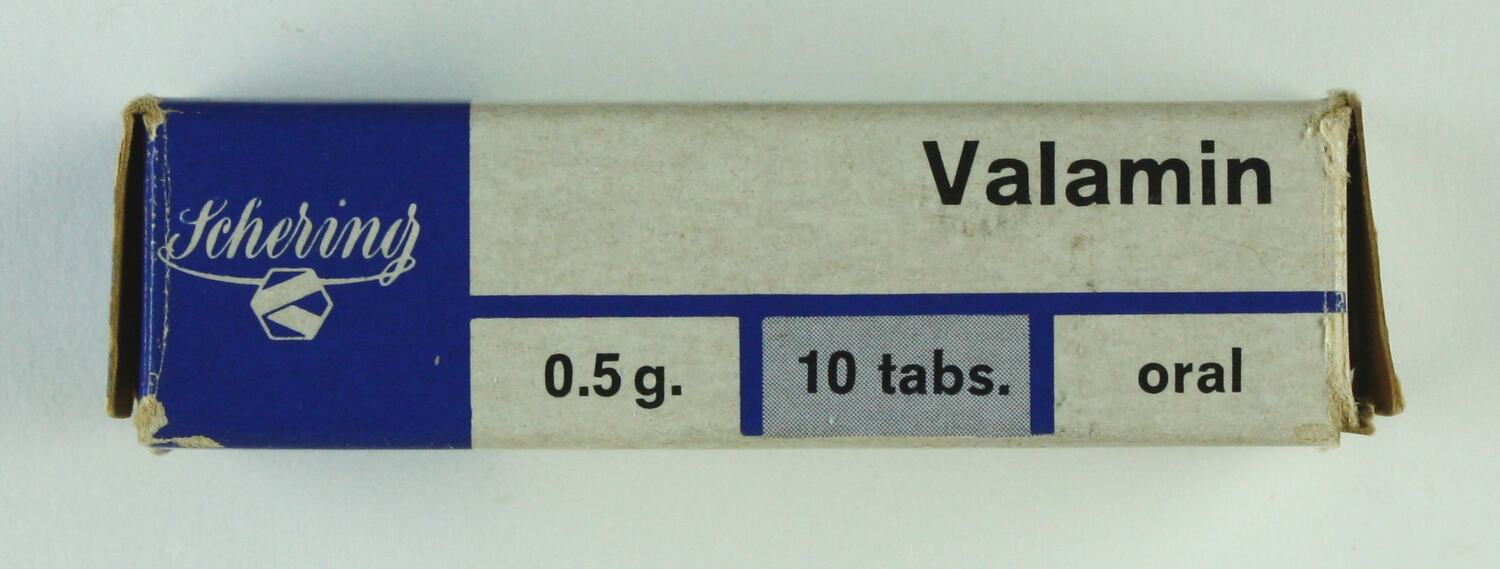 Schering
Valamin
0.5 g.
10 tabs.
oral